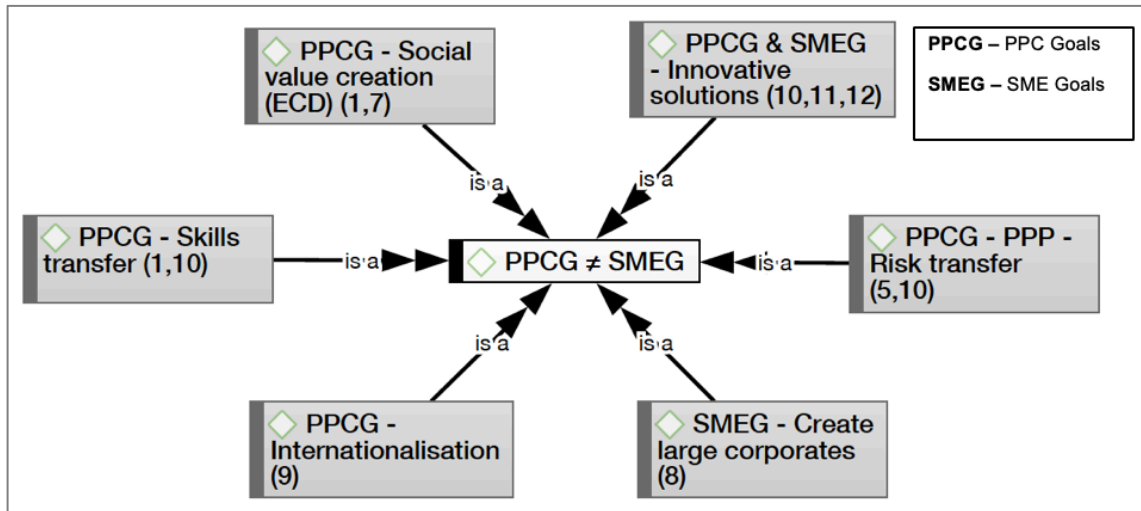 PPCG - Social
value creation
(ECD) (1,7)
PPCG & SMEG
- Innovative
solutions (10,11,12)
PPCG – PPC Goals
SMEG – SME Goals
is a
is a
PPCG - Skills
transfer (1,10)
is a
PPCG ≠ SMEG
is a
PPCG - PPP -
Risk transfer
(5,10)
is a
is a
PPCG -
Internationalisation
(9)
SMEG - Create
large corporates
(8)